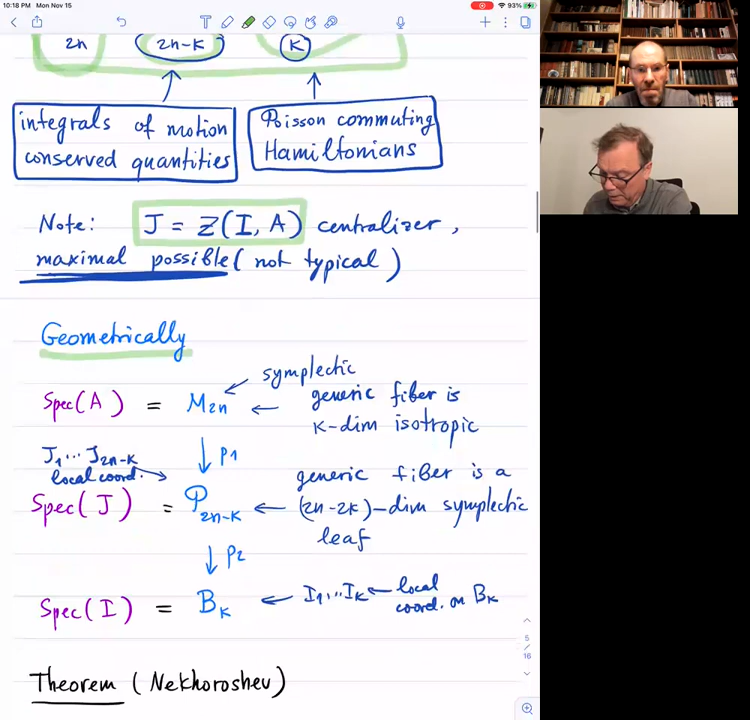 10:18 PM Mon Nov 15
93%
2n 2n-k k
integrals of motion
conserved quantities
Poisson commuting
Hamiltonians
Note: J = Z(I, A) centralizer,
maximal possible (not typical)
Geometrically
symplectic
Spec(A) = M2n
generic fiber is
k-dim isotropic
p1
J1 ... J2n-k
local coord.
Spec(J) = P2n-k
generic fiber is a
(2n-2k)-dim symplectic
leaf
p2
Spec(I) = Bk
I1, ... Ik local
coord. on Bk
Theorem (Nekhoroshev)
5
/
16